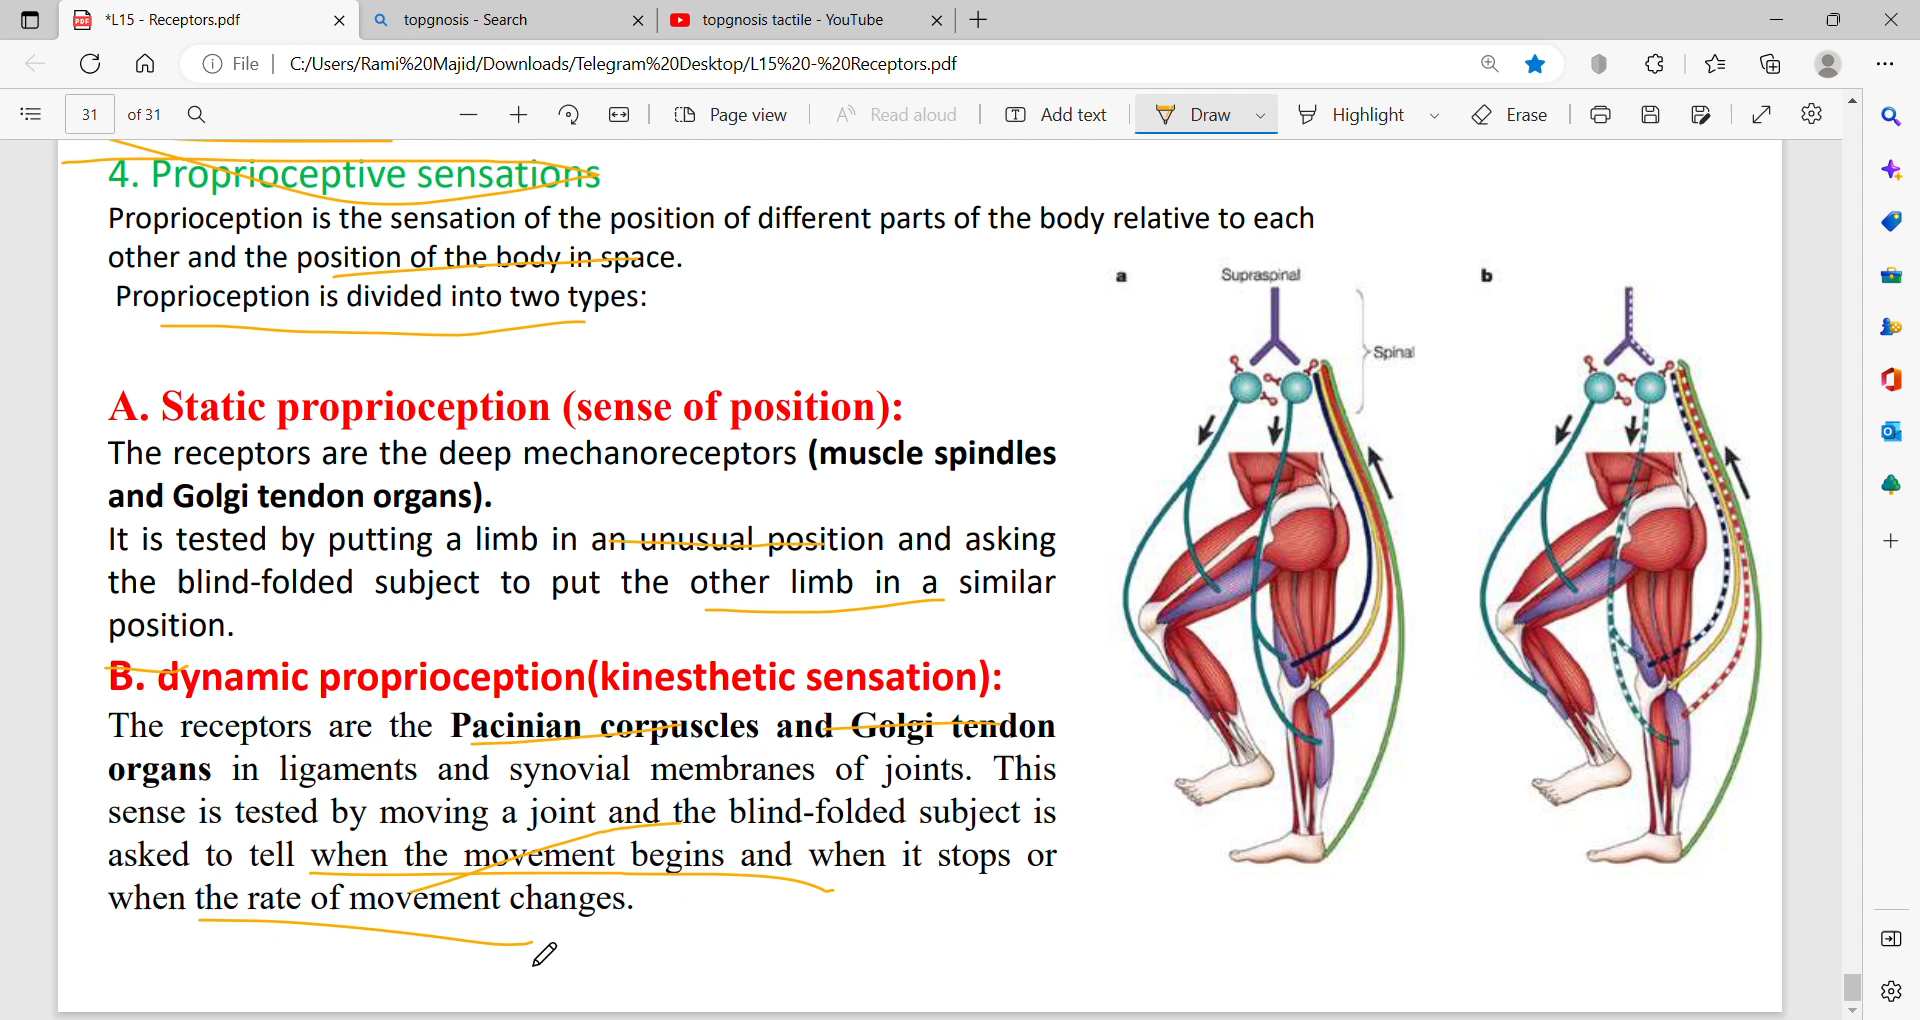 *L15 - Receptors.pdf
topgnosis - Search
topgnosis tactile - YouTube
File
C:/Users/Rami%20Majid/Downloads/Telegram%20Desktop/L15%20-%20Receptors.pdf
31 of 31
Page view
Read aloud
Add text
Draw
Highlight
Erase
4. Proprioceptive sensations
Proprioception is the sensation of the position of different parts of the body relative to each
other and the position of the body in space.
Proprioception is divided into two types:
A. Static proprioception (sense of position):
The receptors are the deep mechanoreceptors (muscle spindles
and Golgi tendon organs).
It is tested by putting a limb in an unusual position and asking
the blind-folded subject to put the other limb in a similar
position.
B. dynamic proprioception(kinesthetic sensation):
The receptors are the Pacinian corpuscles and Golgi tendon
organs in ligaments and synovial membranes of joints. This
sense is tested by moving a joint and the blind-folded subject is
asked to tell when the movement begins and when it stops or
when the rate of movement changes.
a
Supraspinal
Spinal
b